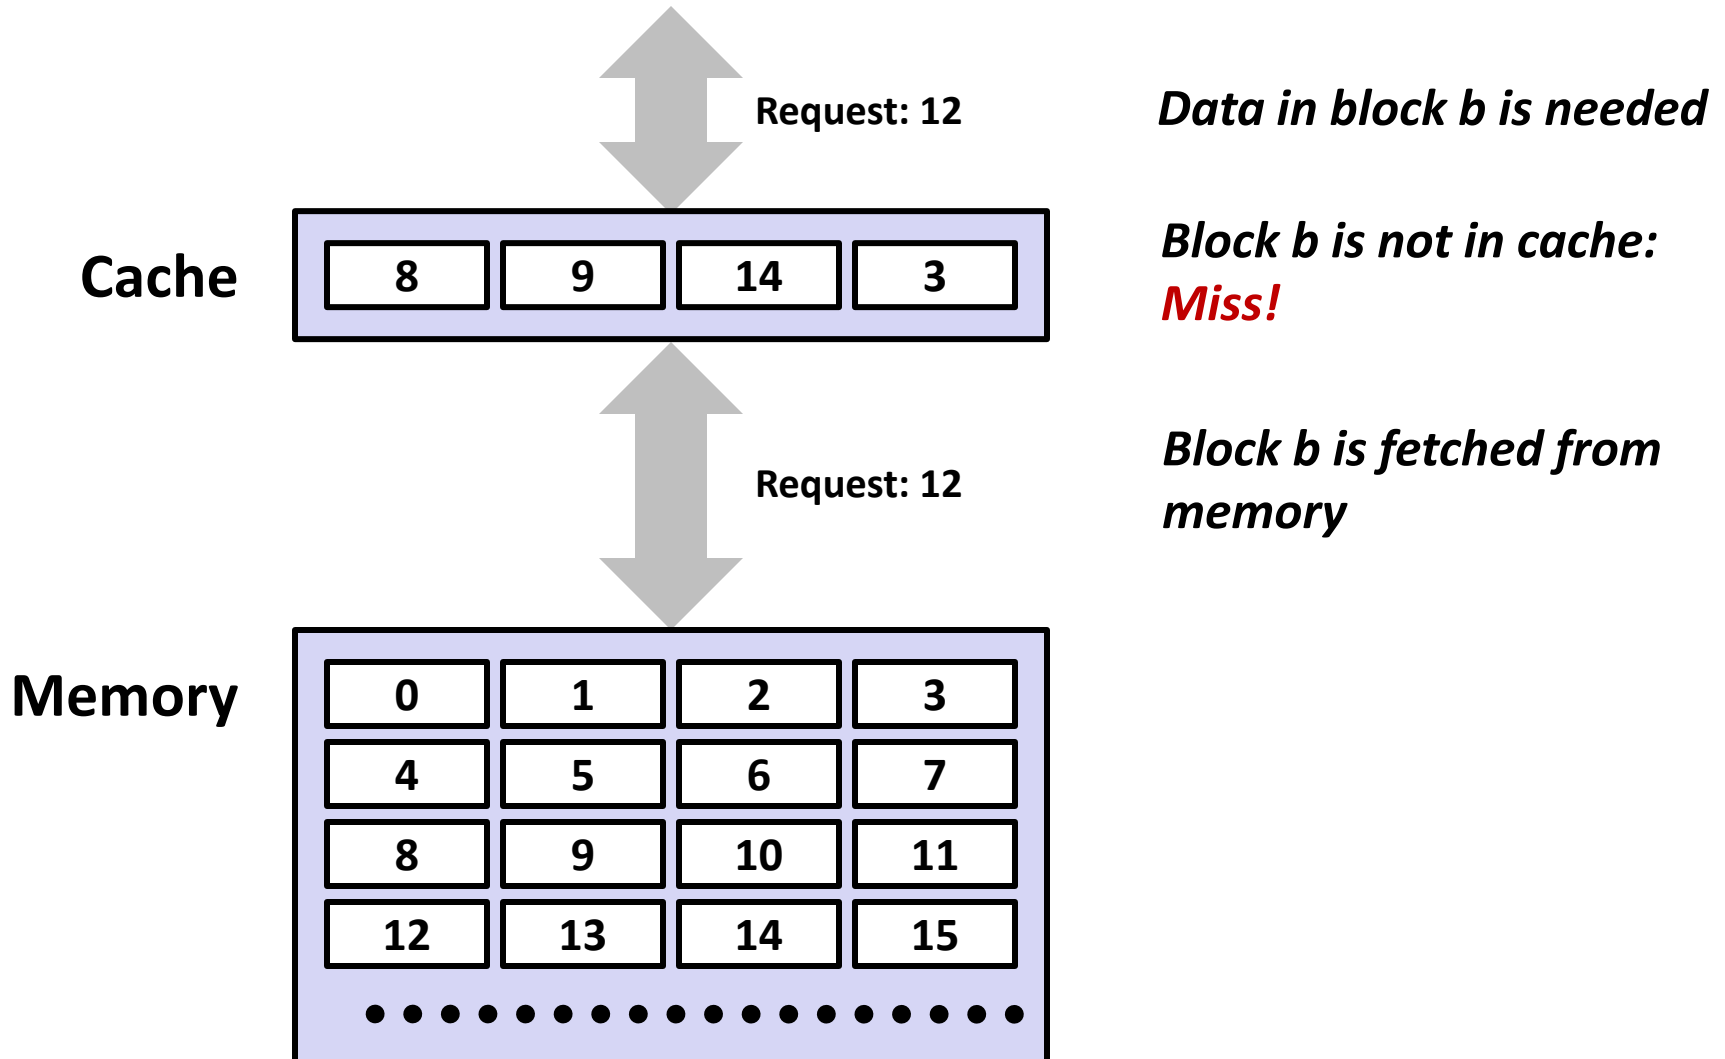 Request: 12
Data in block b is needed
Cache
8 9 14 3
Block b is not in cache:
Miss!
Request: 12
Block b is fetched from
memory
Memory
0 1 2 3
4 5 6 7
8 9 10 11
12 13 14 15